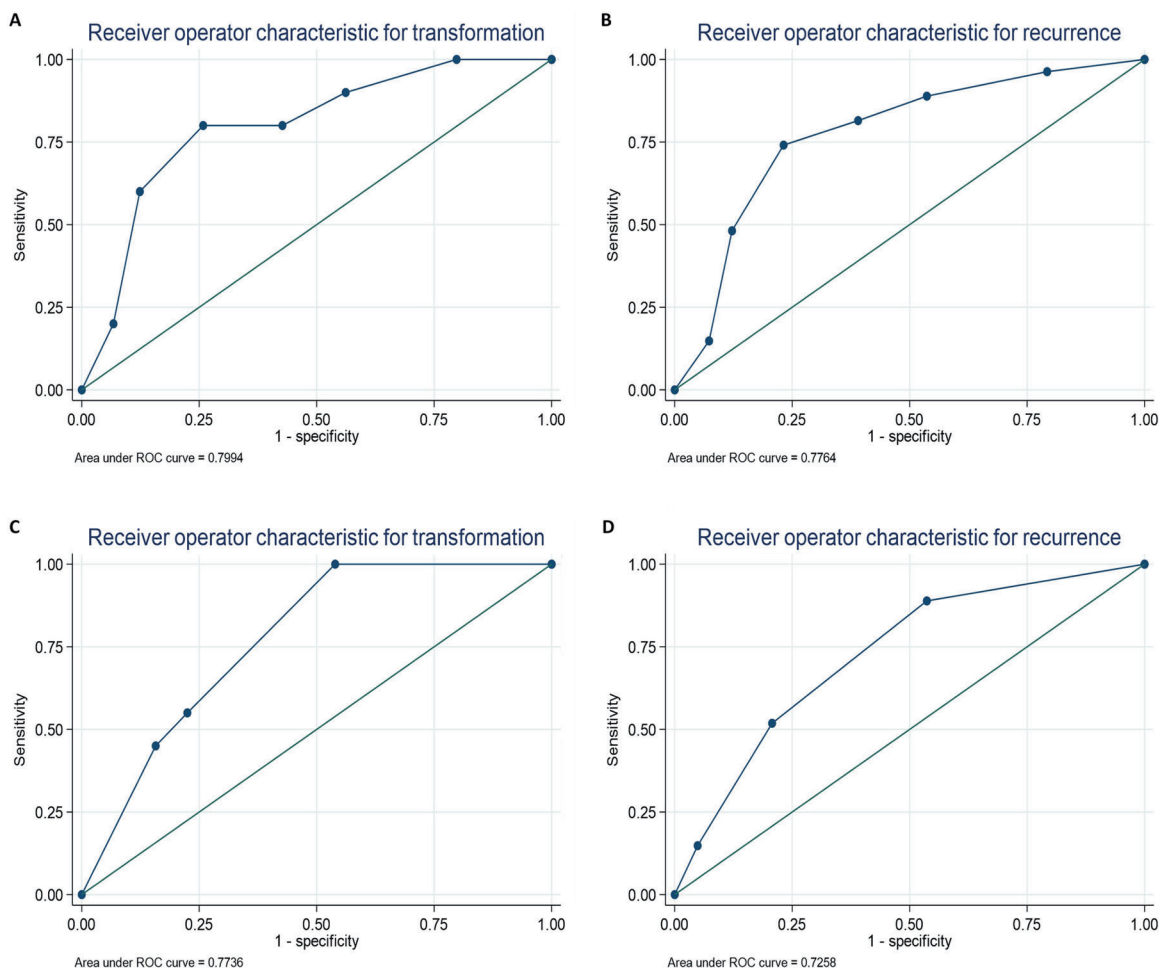 A
Receiver operator characteristic for transformation
1.00
0.75
0.50
0.25
0.00
Sensitivity
0.00 0.25 0.50 0.75 1.00
1 - specificity
Area under ROC curve = 0.7994
B
Receiver operator characteristic for recurrence
1.00
0.75
0.50
0.25
0.00
Sensitivity
0.00 0.25 0.50 0.75 1.00
1 - specificity
Area under ROC curve = 0.7764
C
Receiver operator characteristic for transformation
1.00
0.75
0.50
0.25
0.00
Sensitivity
0.00 0.25 0.50 0.75 1.00
1 - specificity
Area under ROC curve = 0.7736
D
Receiver operator characteristic for recurrence
1.00
0.75
0.50
0.25
0.00
Sensitivity
0.00 0.25 0.50 0.75 1.00
1 - specificity
Area under ROC curve = 0.7258